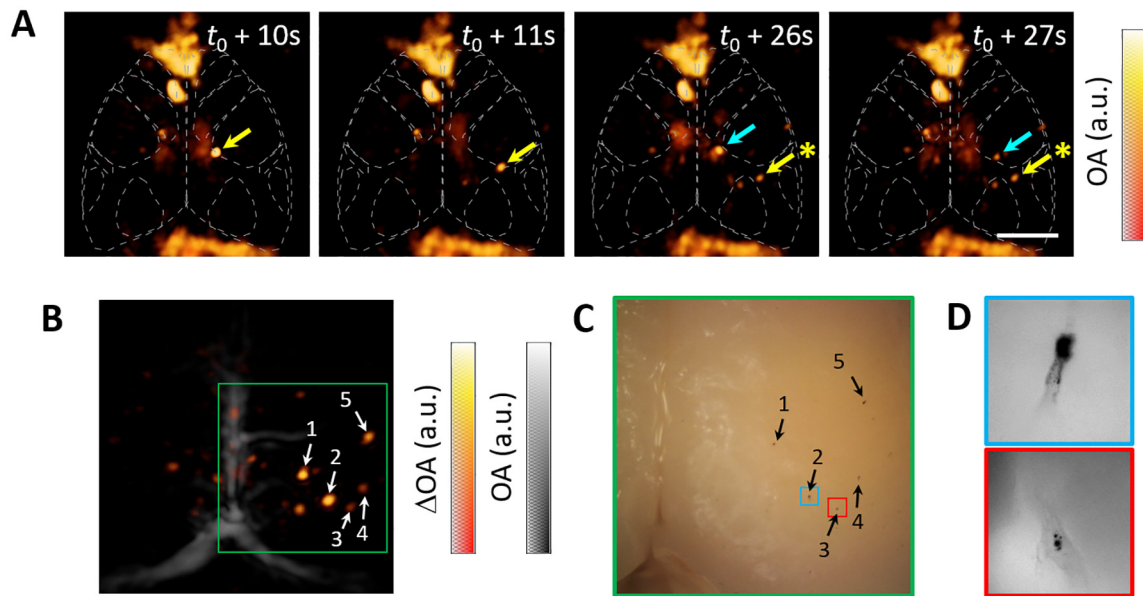 A
t0 + 10s
t0 + 11s
t0 + 26s
t0 + 27s
*
*
OA (a.u.)
B
1
2
3
4
5
ΔOA (a.u.)
OA (a.u.)
C
1
2
3
4
5
D